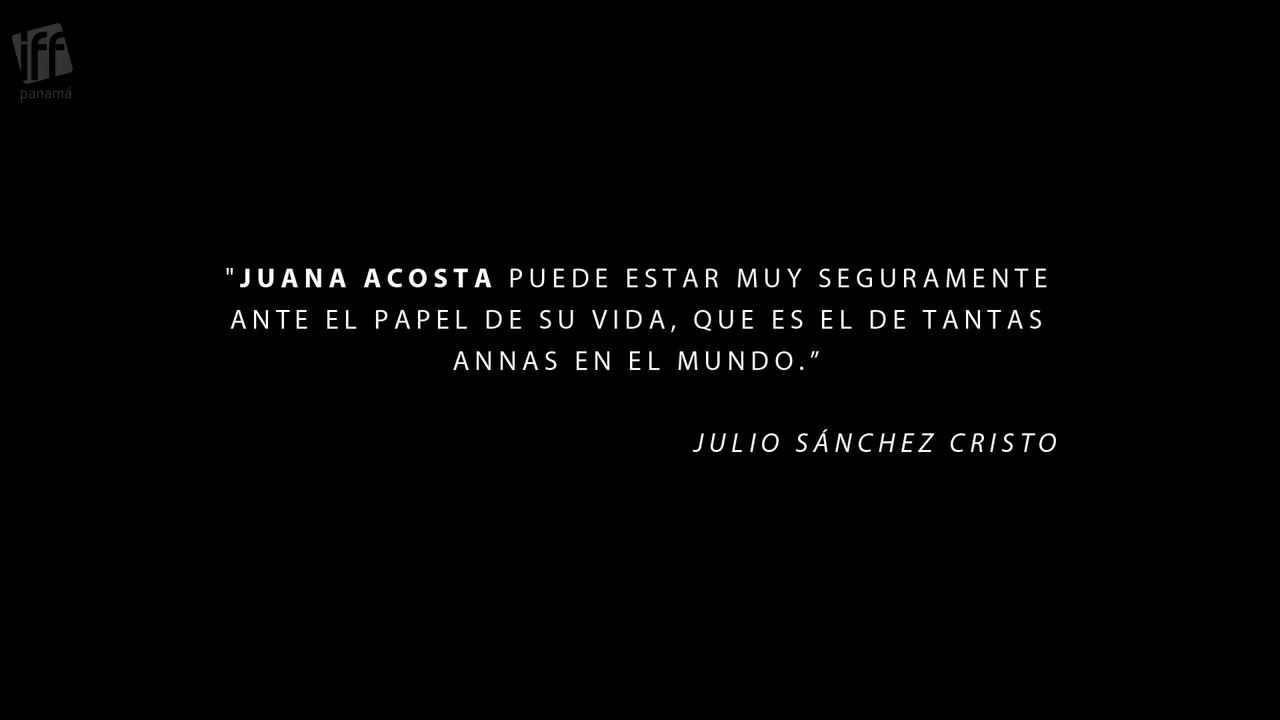 iff
panamá
"JUANA ACOSTA PUEDE ESTAR MUY SEGURAMENTE
ANTE EL PAPEL DE SU VIDA, QUE ES EL DE TANTAS
ANNAS EN EL MUNDO.”
JULIO SÁNCHEZ CRISTO